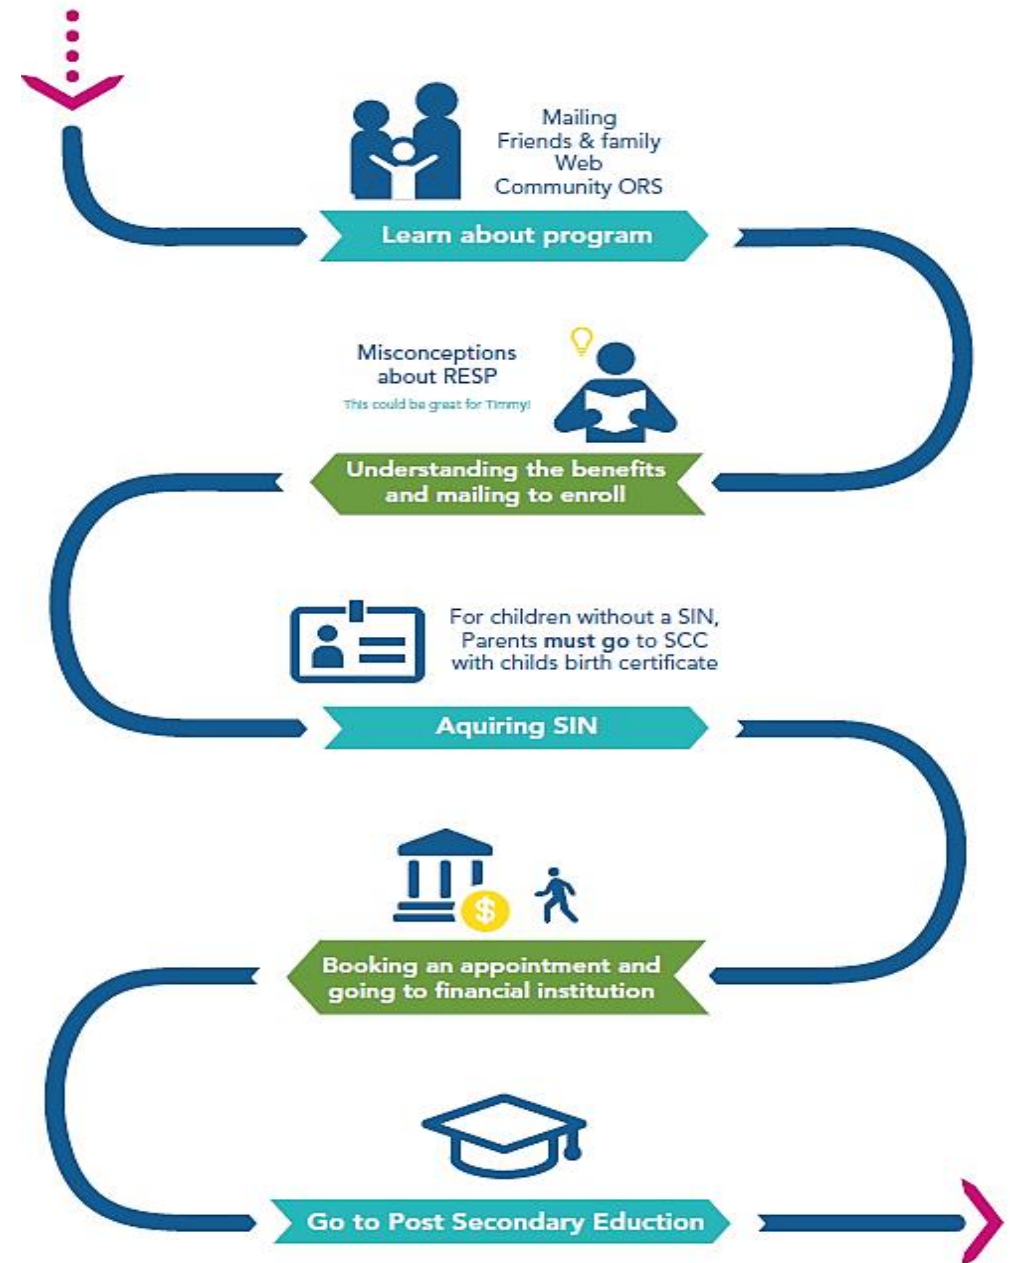 Mailing
Friends & family
Web
Community ORS
Learn about program
Misconceptions
about RESP
This could be great for Timmy!
Understanding the benefits
and mailing to enroll
For children without a SIN,
Parents must go to SCC
with childs birth certificate
Aquiring SIN
$
Booking an appointment and
going to financial institution
Go to Post Secondary Eduction